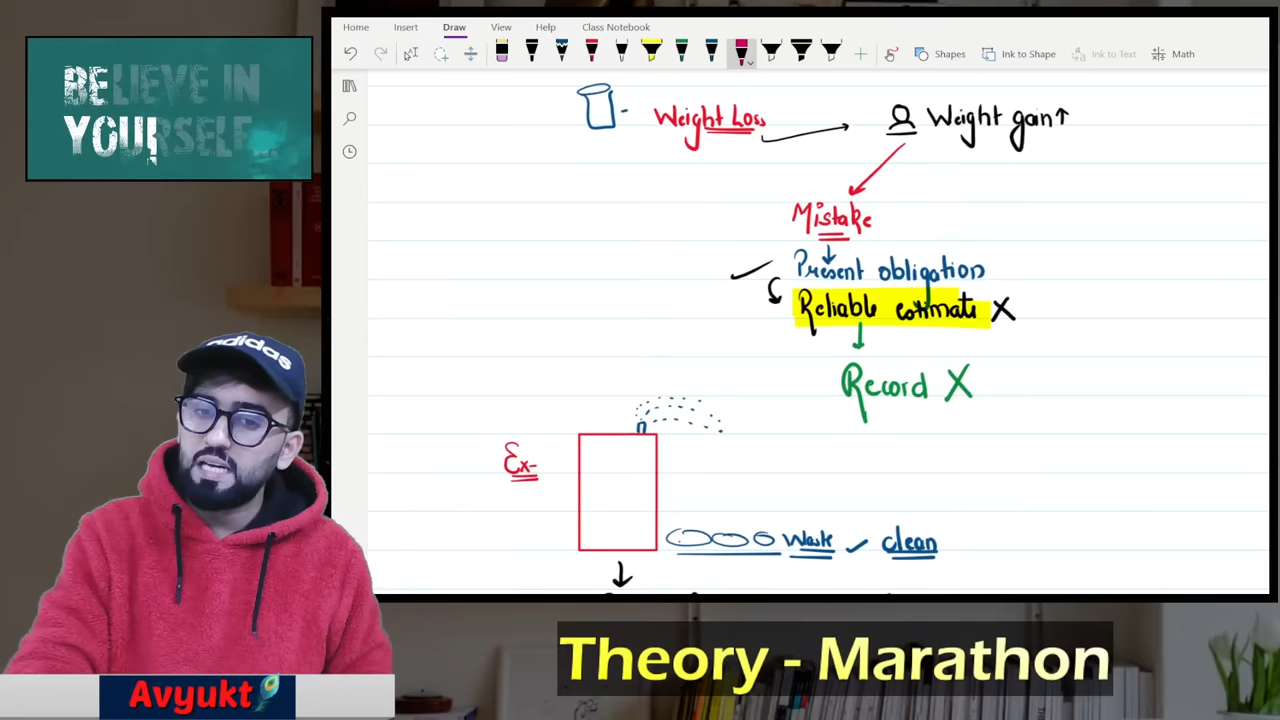 Home Insert Draw View Help Class Notebook
Shapes Ink to Shape Ink to Text Math
BELIEVE IN
YOURSELF...
Weight Loss
Weight gain↑
Mistake
Present obligation
Reliable estimate X
Record X
Ex-
Waste ✓ clean
adidas
Theory - Marathon
Avyukt